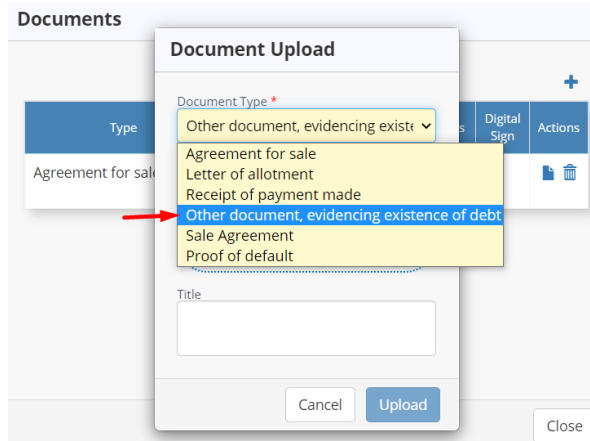 Documents
Document Upload
Document Type *
Other document, evidencing existe
Type
Digital
Sign
Actions
Agreement for sale
Agreement for sale
Letter of allotment
Receipt of payment made
Other document, evidencing existence of debt
Sale Agreement
Proof of default
Title
Cancel
Upload
Close